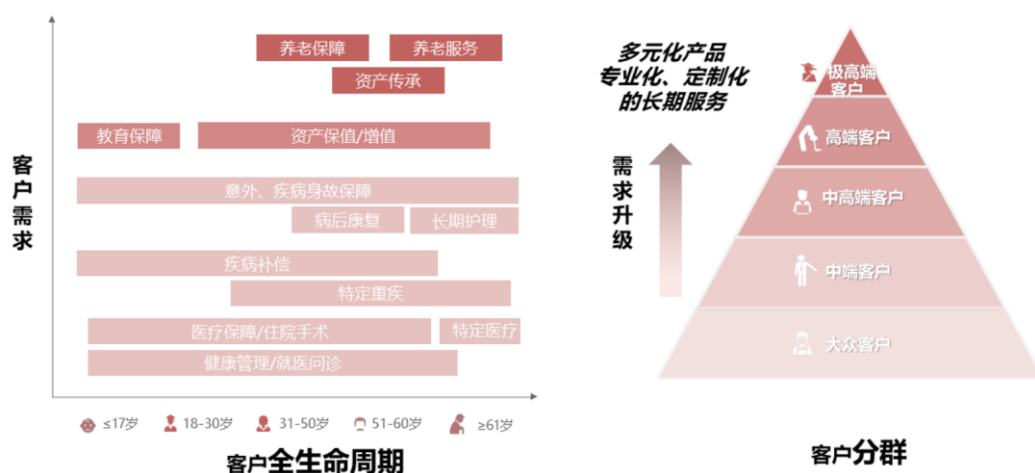 养老保障
养老服务
资产传承
教育保障
资产保值/增值
意外、疾病身故保障
病后康复
长期护理
疾病补偿
特定重疾
医疗保障/住院手术
特定医疗
健康管理/就医问诊
客户需求
≤17岁
18-30岁
31-50岁
51-60岁
≥61岁
客户全生命周期
多元化产品
专业化、定制化
的长期服务
需求升级
极高端
客户
高端客户
中高端客户
中端客户
大众客户
客户分群